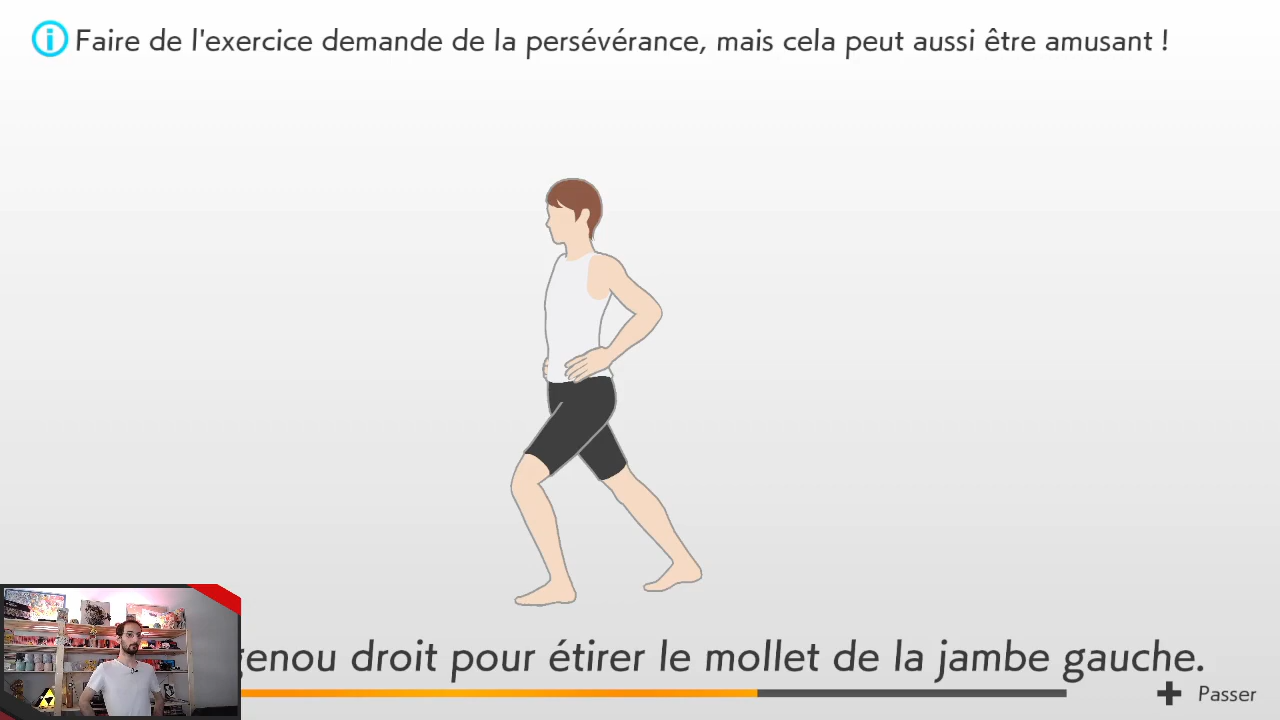 Faire de l'exercice demande de la persévérance, mais cela peut aussi être amusant !
genou droit pour étirer le mollet de la jambe gauche.
Passer